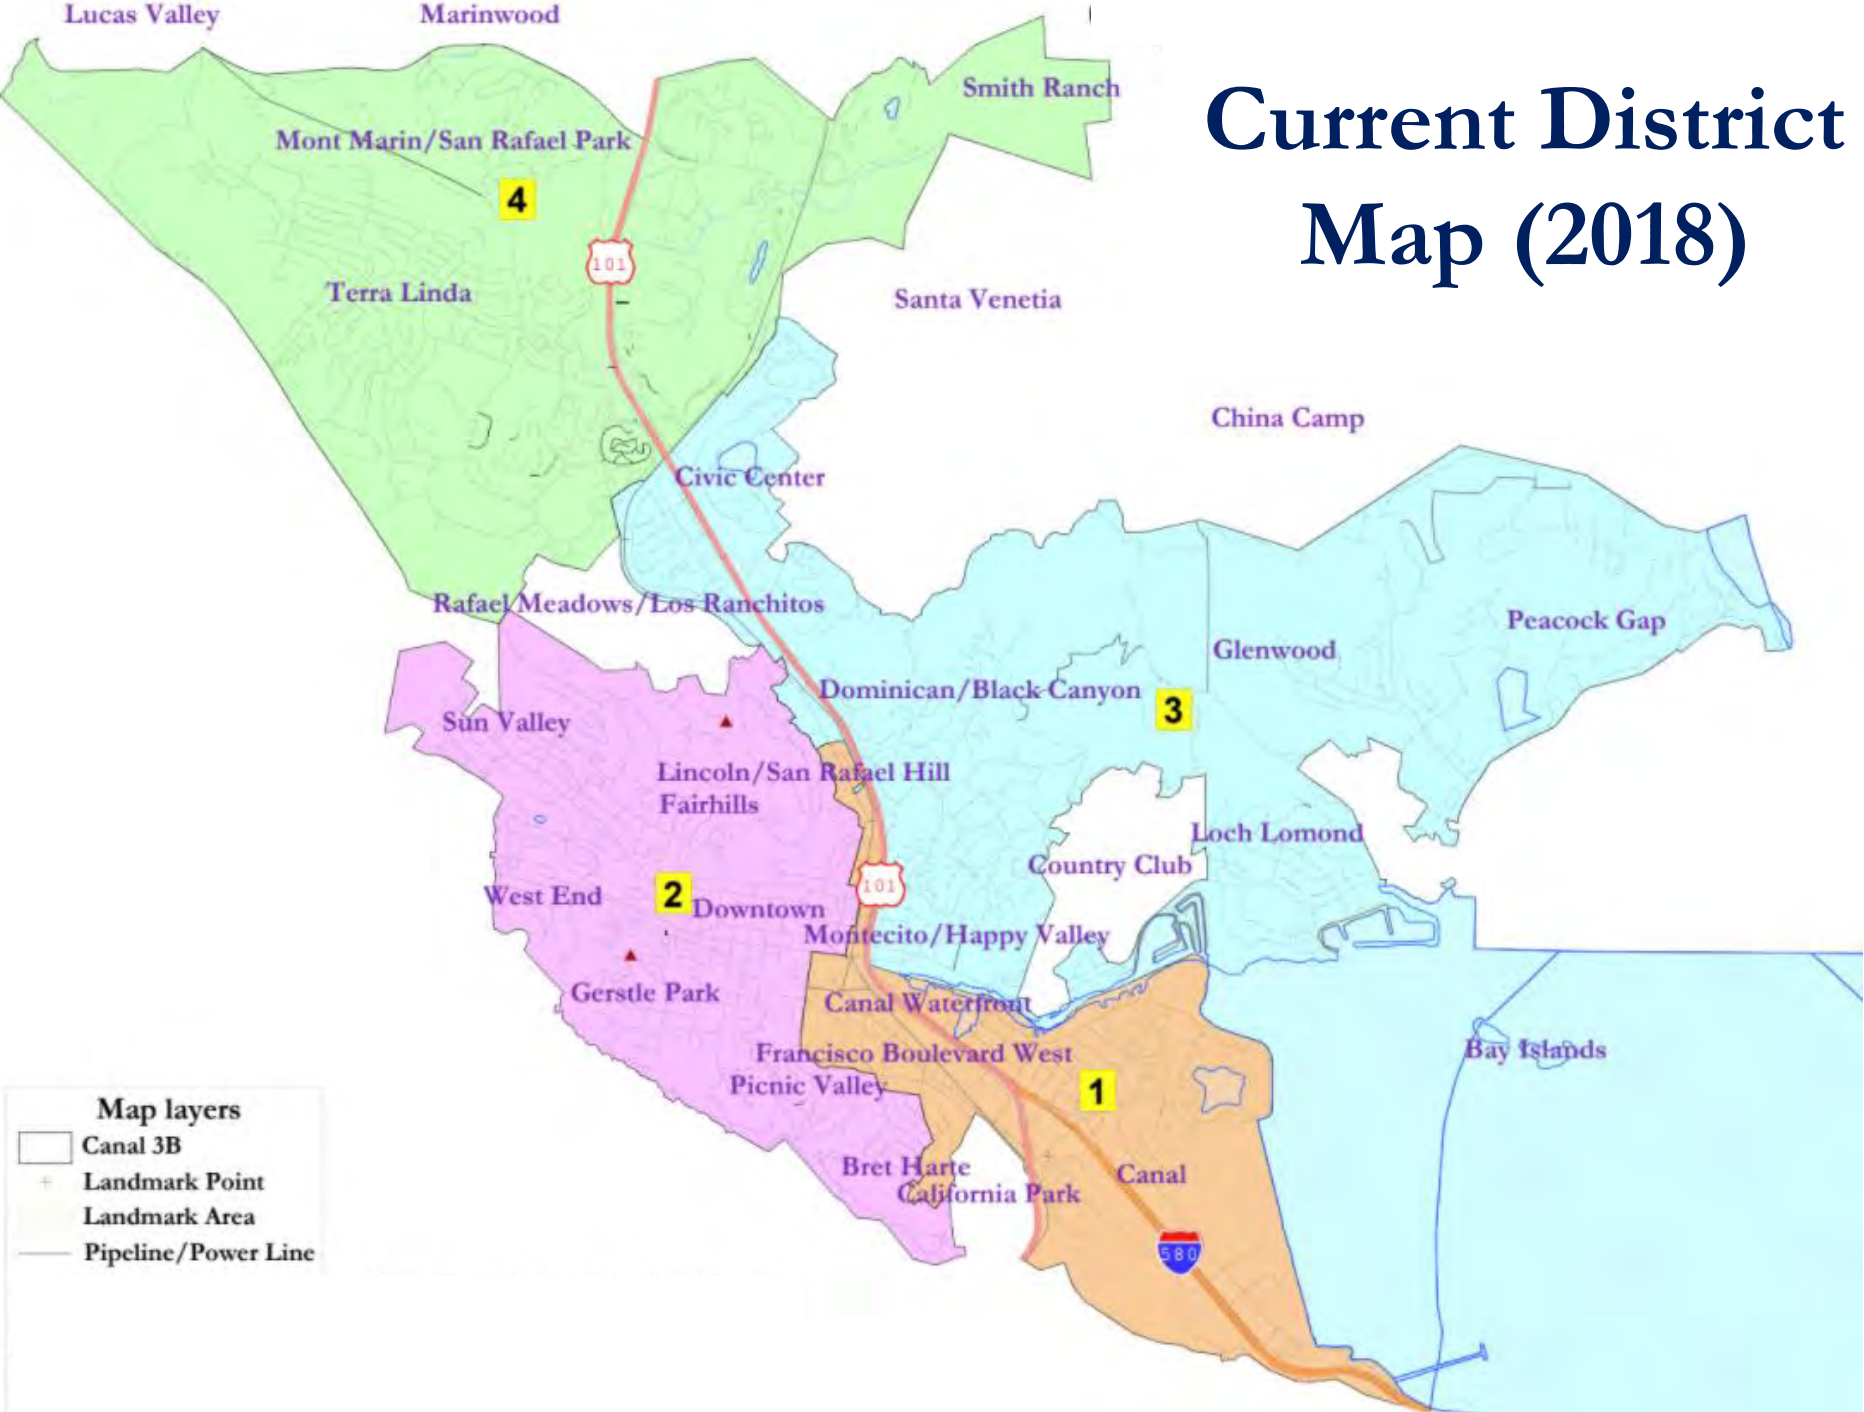 Lucas Valley
Marinwood
Smith Ranch
Current District
Map (2018)
Mont Marin/San Rafael Park
4
101
Terra Linda
Santa Venetia
China Camp
Civic Center
Rafael Meadows/Los Ranchitos
Peacock Gap
Glenwood
Dominican/Black Canyon
3
Sun Valley
Lincoln/San Rafael Hill
Fairhills
Loch Lomond
Country Club
101
West End
2
Downtown
Montecito/Happy Valley
Gerstle Park
Canal Waterfront
Francisco Boulevard West
Bay Islands
Picnic Valley
1
Bret Harte
Canal
California Park
580
Map layers
Canal 3B
Landmark Point
Landmark Area
Pipeline/Power Line